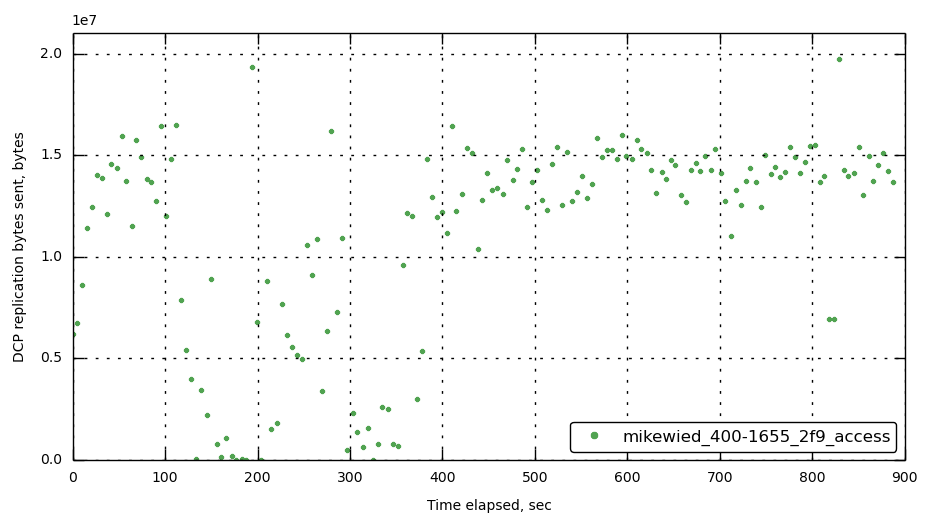 1e7
2.0
1.5
1.0
0.5
0.0
DCP replication bytes sent, bytes
mikewied_400-1655_2f9_access
0 100 200 300 400 500 600 700 800 900
Time elapsed, sec